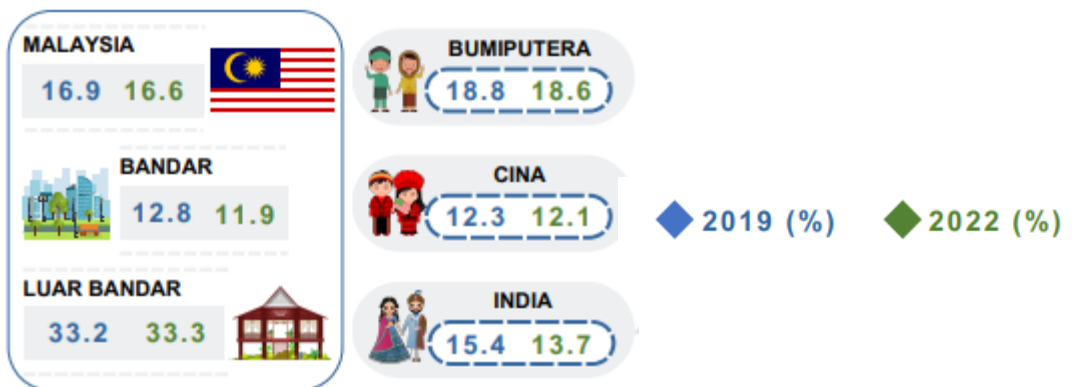 MALAYSIA
16.9 16.6
BANDAR
12.8 11.9
LUAR BANDAR
33.2 33.3
BUMIPUTERA
18.8 18.6
CINA
12.3 12.1
INDIA
15.4 13.7
2019 (%) 2022 (%)